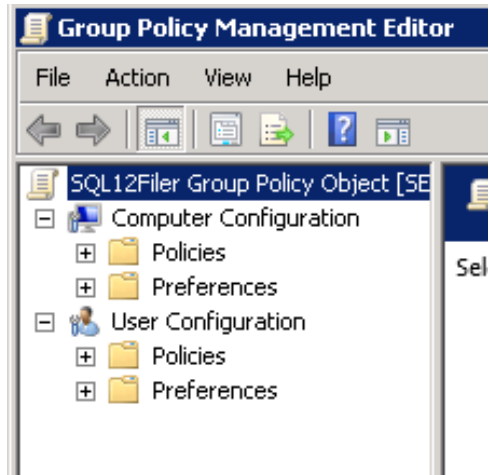 Group Policy Management Editor
File Action View Help
SQL12Filer Group Policy Object [SE
Computer Configuration
Policies
Preferences
User Configuration
Policies
Preferences